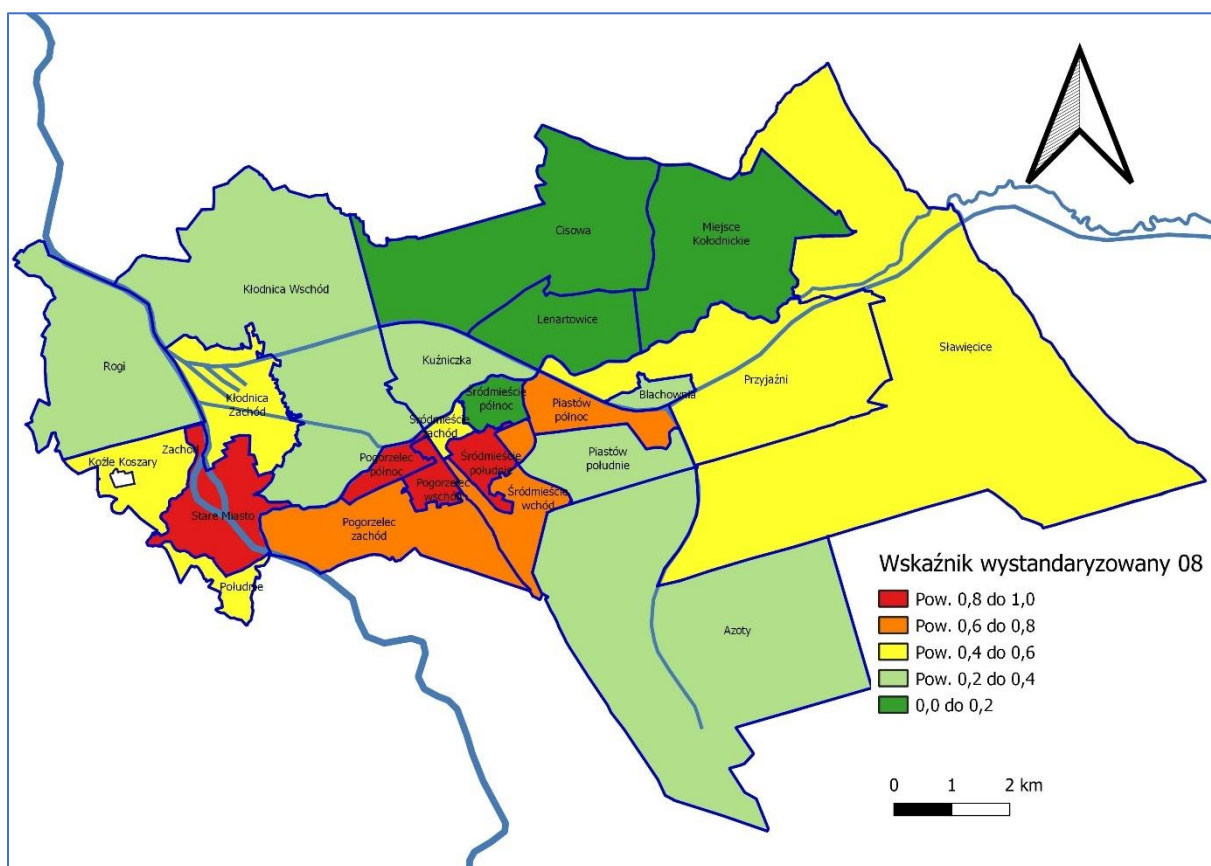 Cisowa
Miejsce
Kołodnickie
Kłodnica Wschód
Lenartowice
Sławięcice
Rogi
Kuźniczka
Przyjaźni
Blachownia
Śródmieście
północ
Piastów
północ
Kłodnica
Zachód
Śródmieście
zachód
Zachód
Koźle Koszary
Pogorzelec
północ
Śródmieście
południe
Piastów
południe
Pogorzelec
wschód
Śródmieście
wchód
Stare Miasto
Pogorzelec
zachód
Południe
Azoty
Wskaźnik wystandaryzowany 08
Pow. 0,8 do 1,0
Pow. 0,6 do 0,8
Pow. 0,4 do 0,6
Pow. 0,2 do 0,4
0,0 do 0,2
0 1 2 km